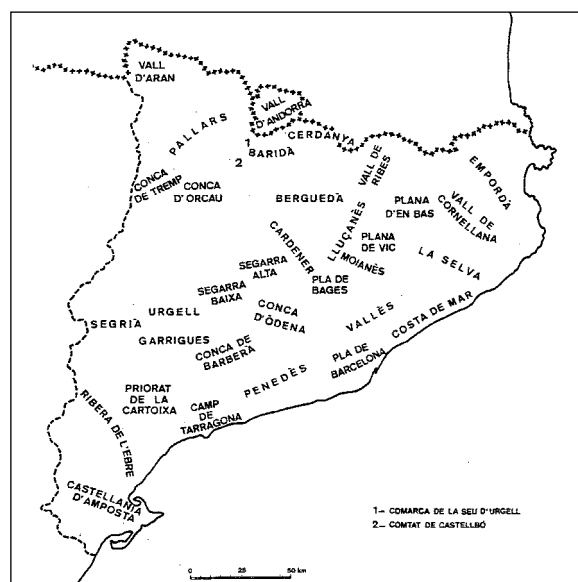 VALL
D'ARAN
VALL
D'ANDORRA
PALLARS
1
2
CERDANYA
BARIDÀ
CONCA
DE TREMP
CONCA
D'ORCAU
BERGUEDÀ
VALL DE
RIBES
PLANA
D'EN BAS
EMPORDÀ
VALL DE
CORNELLANA
LLUÇANÈS
PLANA
DE VIC
CARDENER
MOIANÈS
LA SELVA
SEGARRA
ALTA
SEGARRA
BAIXA
PLA DE
BAGES
URGELL
SEGRIÀ
GARRIGUES
CONCA
D'ÒDENA
CONCA DE
BARBERÀ
VALLÈS
COSTA DE MAR
PLA DE
BARCELONA
PENEDÈS
PRIORAT
DE LA
CARTOIXA
CAMP
DE
TARRAGONA
RIBERA DE L'EBRE
CASTELLANIA
D'AMPOSTA
1- COMARCA DE LA SEU D'URGELL
2- COMTAT DE CASTELLBÓ
0 25 50 km